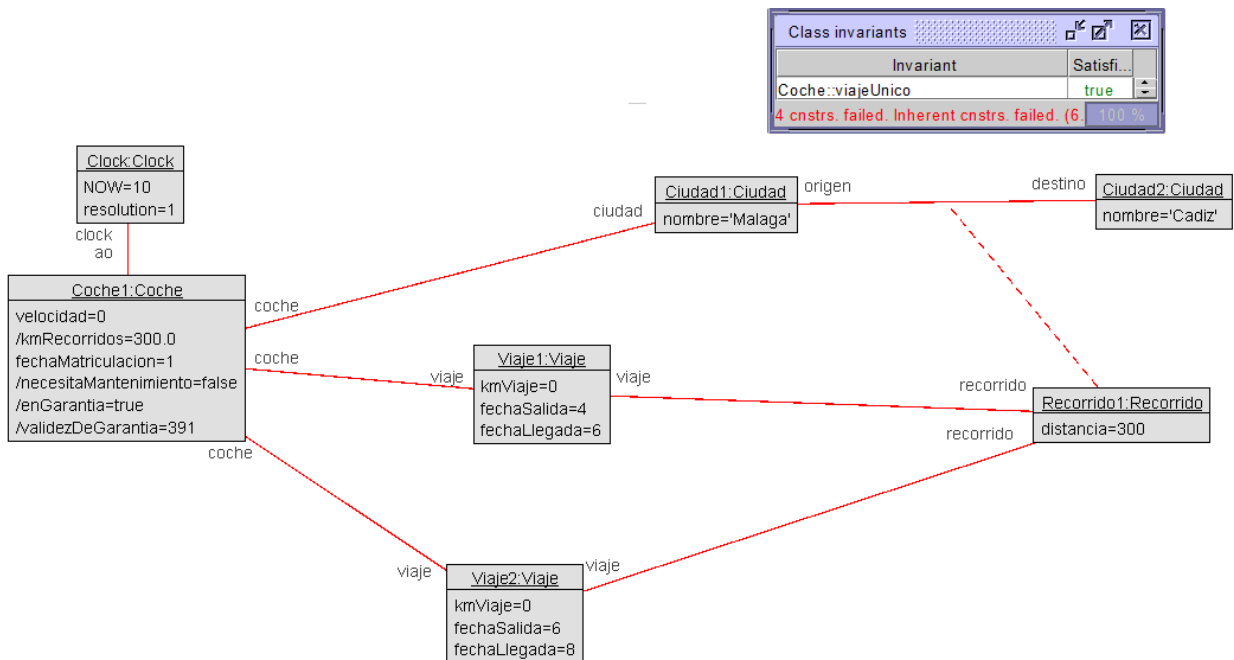 Class invariants
Invariant
Satisfi...
Coche::viajeUnico
true
4 cnstrs. failed. Inherent cnstrs. failed. (6.
100 %
Clock:Clock
NOW=10
resolution=1
clock
ao
Ciudad1:Ciudad
nombre='Malaga'
origen
destino
Ciudad2:Ciudad
nombre='Cadiz'
ciudad
Coche1:Coche
velocidad=0
/kmRecorridos=300.0
fechaMatriculacion=1
/necesitaMantenimiento=false
/enGarantia=true
/validezDeGarantia=391
coche
coche
coche
viaje
Viaje1:Viaje
kmViaje=0
fechaSalida=4
fechaLlegada=6
viaje
recorrido
Recorrido1:Recorrido
distancia=300
recorrido
viaje
Viaje2:Viaje
kmViaje=0
fechaSalida=6
fechaLlegada=8
viaje